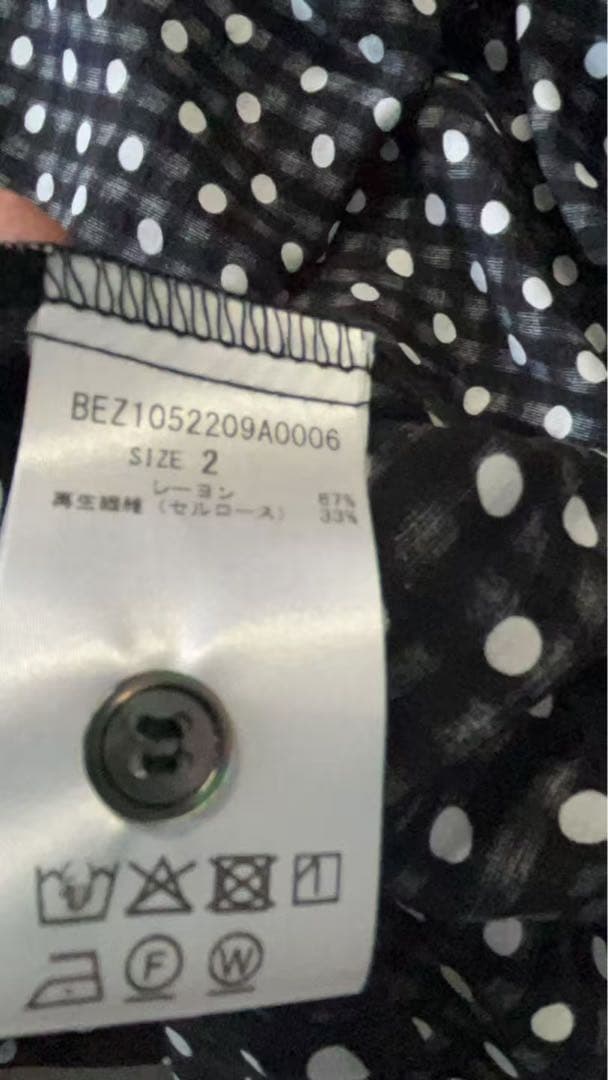 BEZ1052209A0006
SIZE 2
レーヨン 67%
再生繊維 (セルロース) 33%
F W